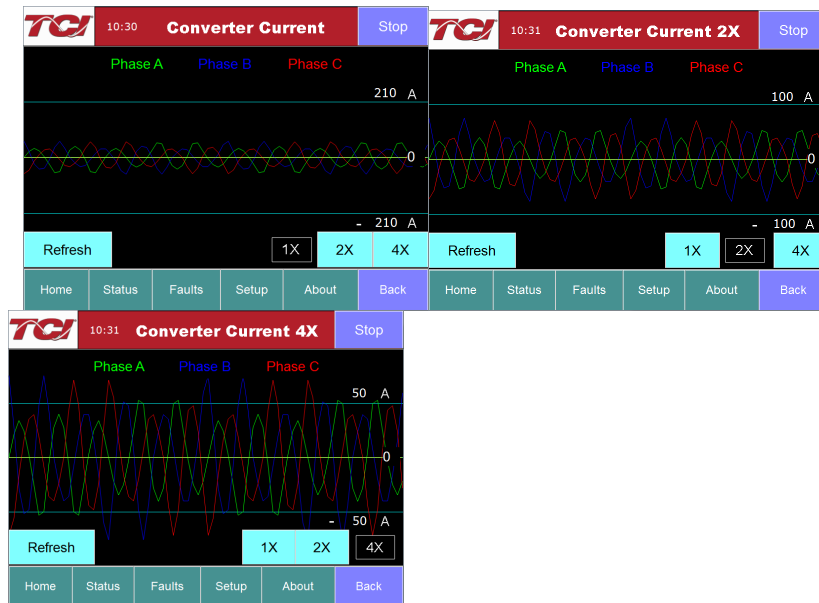 TCI 10:30 Converter Current Stop
Phase A Phase B Phase C
210 A
0
- 210 A
Refresh 1X 2X 4X
Home Status Faults Setup About Back
TCI 10:31 Converter Current 2X Stop
Phase A Phase B Phase C
100 A
0
- 100 A
Refresh 1X 2X 4X
Home Status Faults Setup About Back
TCI 10:31 Converter Current 4X Stop
Phase A Phase B Phase C
50 A
0
- 50 A
Refresh 1X 2X 4X
Home Status Faults Setup About Back